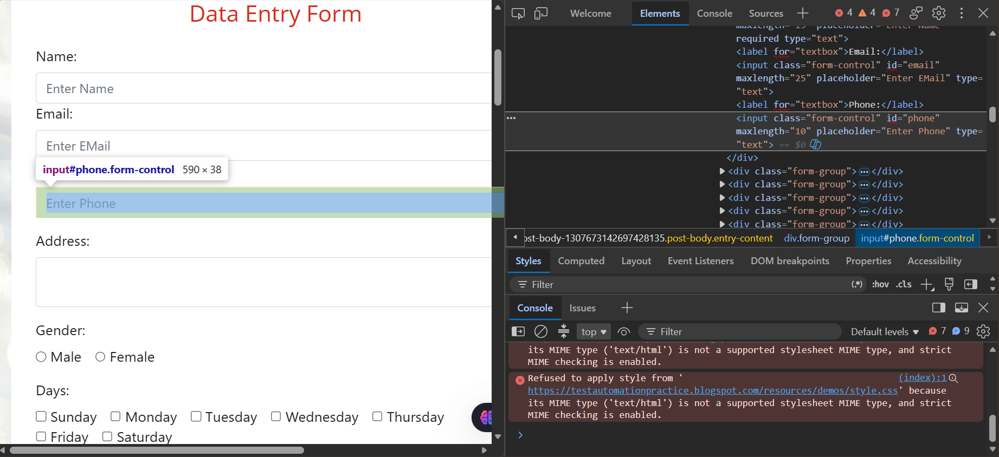 Data Entry Form
Name:
Enter Name
Email:
Enter EMail
input#phone.form-control 590 × 38
Enter Phone
Address:
Gender:
Male Female
Days:
Sunday Monday Tuesday Wednesday Thursday
Friday Saturday
Welcome Elements Console Sources 4 4 7
maxlength="15" placeholder="Enter Name"
required type="text">
<label for="textbox">Email:</label>
<input class="form-control" id="email"
maxlength="25" placeholder="Enter EMail" type=
"text">
<label for="textbox">Phone:</label>
<input class="form-control" id="phone"
maxlength="10" placeholder="Enter Phone" type=
"text"> == $0
</div>
<div class="form-group"> </div>
<div class="form-group"> </div>
<div class="form-group"> </div>
<div class="form-group"> </div>
<div class="form-group"> </div>
ost-body-1307673142697428135.post-body.entry-content div.form-group input#phone.form-control
Styles Computed Layout Event Listeners DOM breakpoints Properties Accessibility
Filter (.*) :hov .cls
Console Issues
top Filter Default levels 7 9
its MIME type ('text/html') is not a supported stylesheet MIME type, and strict
MIME checking is enabled.
Refused to apply style from ' (index):1
https://testautomationpractice.blogspot.com/resources/demos/style.css' because
its MIME type ('text/html') is not a supported stylesheet MIME type, and strict
MIME checking is enabled.